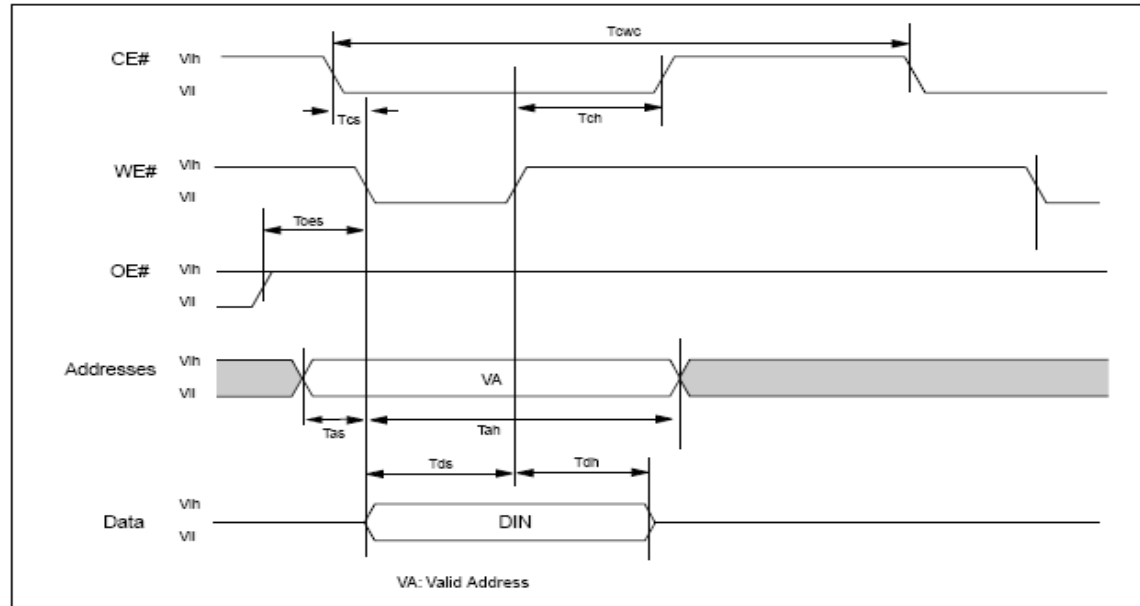 Tcwc
CE# Vih
Vil
Tcs
Tch
WE# Vih
Vil
Toes
OE# Vih
Vil
Addresses Vih
VA
Vil
Tas
Tah
Tds
Tdh
Data Vih
DIN
Vil
VA: Valid Address